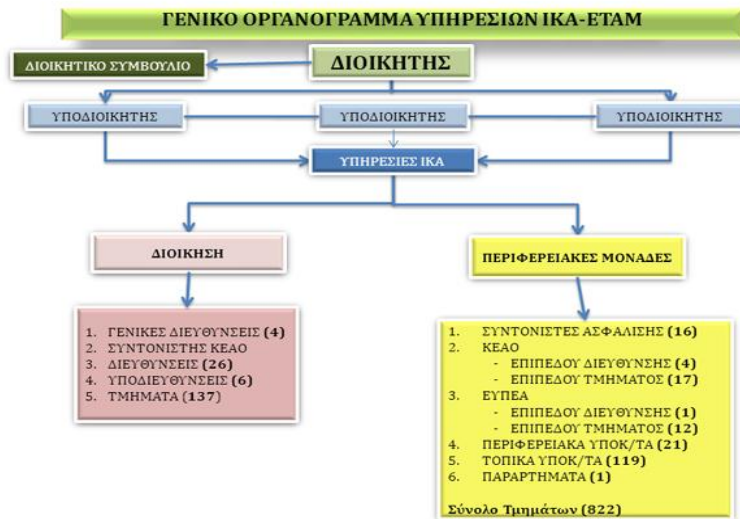 ΓΕΝΙΚΟ ΟΡΓΑΝΟΓΡΑΜΜΑ ΥΠΗΡΕΣΙΩΝ ΙΚΑ-ΕΤΑΜ
ΔΙΟΙΚΗΤΙΚΟ ΣΥΜΒΟΥΛΙΟ
ΔΙΟΙΚΗΤΗΣ
ΥΠΟΔΙΟΙΚΗΤΗΣ
ΥΠΟΔΙΟΙΚΗΤΗΣ
ΥΠΟΔΙΟΙΚΗΤΗΣ
ΥΠΗΡΕΣΙΕΣ ΙΚΑ
ΔΙΟΙΚΗΣΗ
1. ΓΕΝΙΚΕΣ ΔΙΕΥΘΥΝΣΕΙΣ (4)
2. ΣΥΝΤΟΝΙΣΤΗΣ ΚΕΑΟ
3. ΔΙΕΥΘΥΝΣΕΙΣ (26)
4. ΥΠΟΔΙΕΥΘΥΝΣΕΙΣ (6)
5. ΤΜΗΜΑΤΑ (137)
ΠΕΡΙΦΕΡΕΙΑΚΕΣ ΜΟΝΑΔΕΣ
1. ΣΥΝΤΟΝΙΣΤΕΣ ΑΣΦΑΛΙΣΗΣ (16)
2. ΚΕΑΟ
- ΕΠΙΠΕΔΟΥ ΔΙΕΥΘΥΝΣΗΣ (4)
- ΕΠΙΠΕΔΟΥ ΤΜΗΜΑΤΟΣ (17)
3. ΕΥΠΕΑ
- ΕΠΙΠΕΔΟΥ ΔΙΕΥΘΥΝΣΗΣ (1)
- ΕΠΙΠΕΔΟΥ ΤΜΗΜΑΤΟΣ (12)
4. ΠΕΡΙΦΕΡΕΙΑΚΑ ΥΠΟΚ/ΤΑ (21)
5. ΤΟΠΙΚΑ ΥΠΟΚ/ΤΑ (119)
6. ΠΑΡΑΡΤΗΜΑΤΑ (1)
Σύνολο Τμημάτων (822)